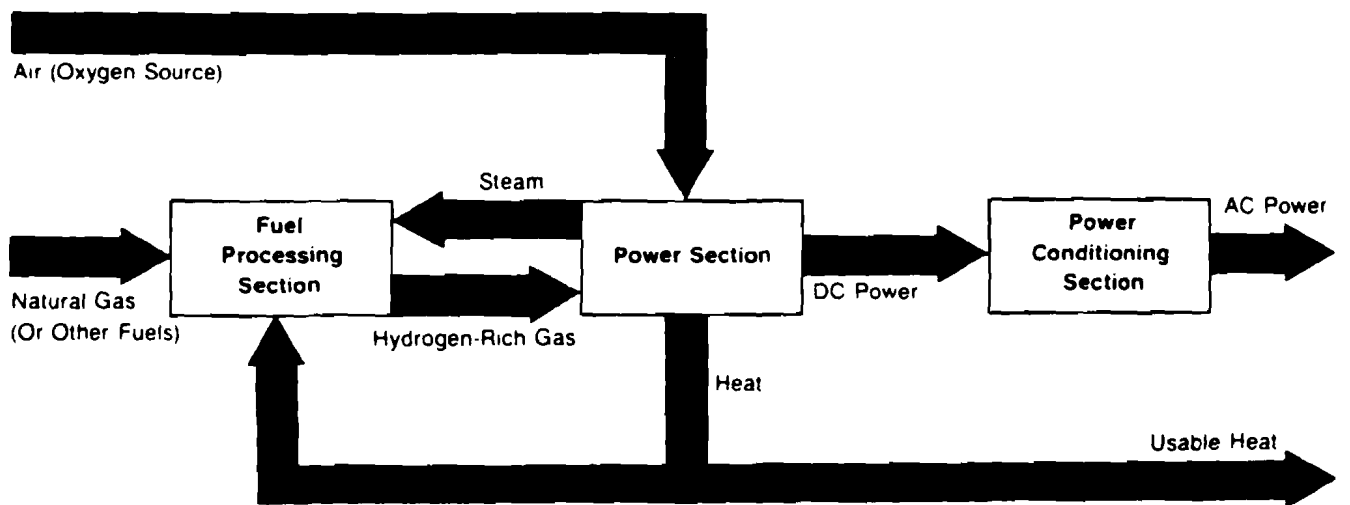 Air (Oxygen Source)
Steam
Fuel
Processing
Section
Power Section
Power
Conditioning
Section
AC Power
Natural Gas
(Or Other Fuels)
Hydrogen-Rich Gas
DC Power
Heat
Usable Heat